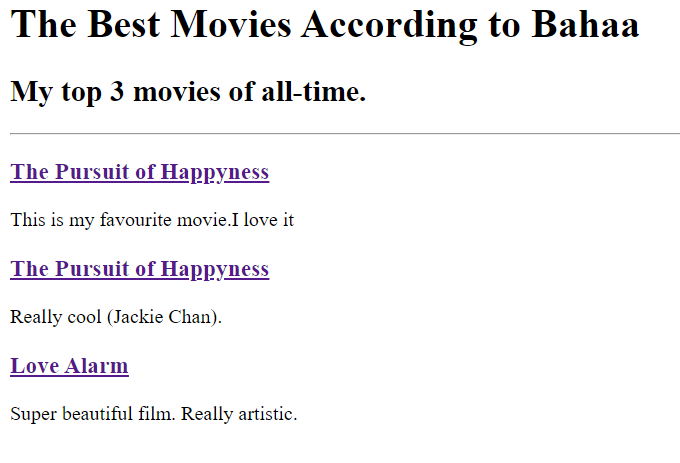 The Best Movies According to Bahaa
My top 3 movies of all-time.
The Pursuit of Happyness
This is my favourite movie.I love it
The Pursuit of Happyness
Really cool (Jackie Chan).
Love Alarm
Super beautiful film. Really artistic.